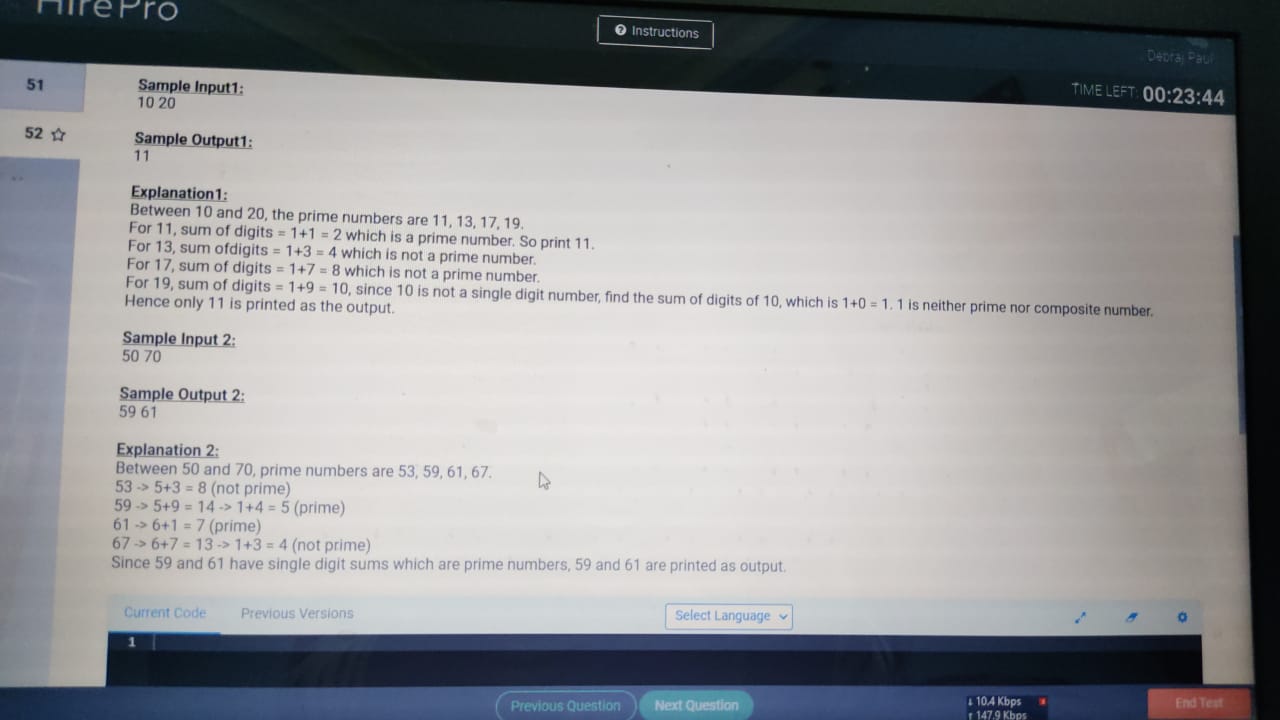 HirePro
Instructions
Debraj Paul
TIME LEFT: 00:23:44
51
52
Sample Input1:
10 20
Sample Output1:
11
Explanation1:
Between 10 and 20, the prime numbers are 11, 13, 17, 19.
For 11, sum of digits = 1+1 = 2 which is a prime number. So print 11.
For 13, sum ofdigits = 1+3 = 4 which is not a prime number.
For 17, sum of digits = 1+7 = 8 which is not a prime number.
For 19, sum of digits = 1+9 = 10, since 10 is not a single digit number, find the sum of digits of 10, which is 1+0 = 1. 1 is neither prime nor composite number.
Hence only 11 is printed as the output.
Sample Input 2:
50 70
Sample Output 2:
59 61
Explanation 2:
Between 50 and 70, prime numbers are 53, 59, 61, 67.
53 -> 5+3 = 8 (not prime)
59 -> 5+9 = 14 -> 1+4 = 5 (prime)
61 -> 6+1 = 7 (prime)
67 -> 6+7 = 13 -> 1+3 = 4 (not prime)
Since 59 and 61 have single digit sums which are prime numbers, 59 and 61 are printed as output.
Current Code Previous Versions Select Language
1
Previous Question Next Question
10.4 Kbps
147.9 Kbps
End Test